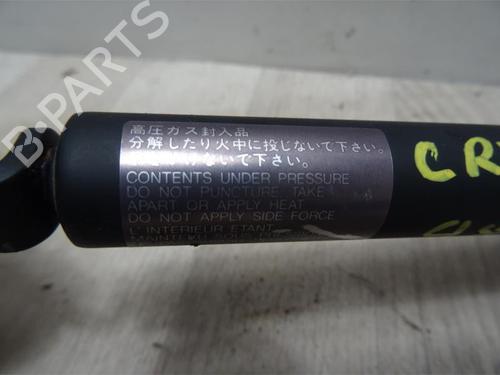 B-PARTS
高圧ガス封入品
分解したり火中に投じないで下さい。
けないで下さい。
CONTENTS UNDER PRESSURE
DO NOT PUNCTURE TAKE
APART OR APPLY HEAT
DO NOT APPLY SIDE FORCE
L'INTERIEUR ETANT
SOUS
CR